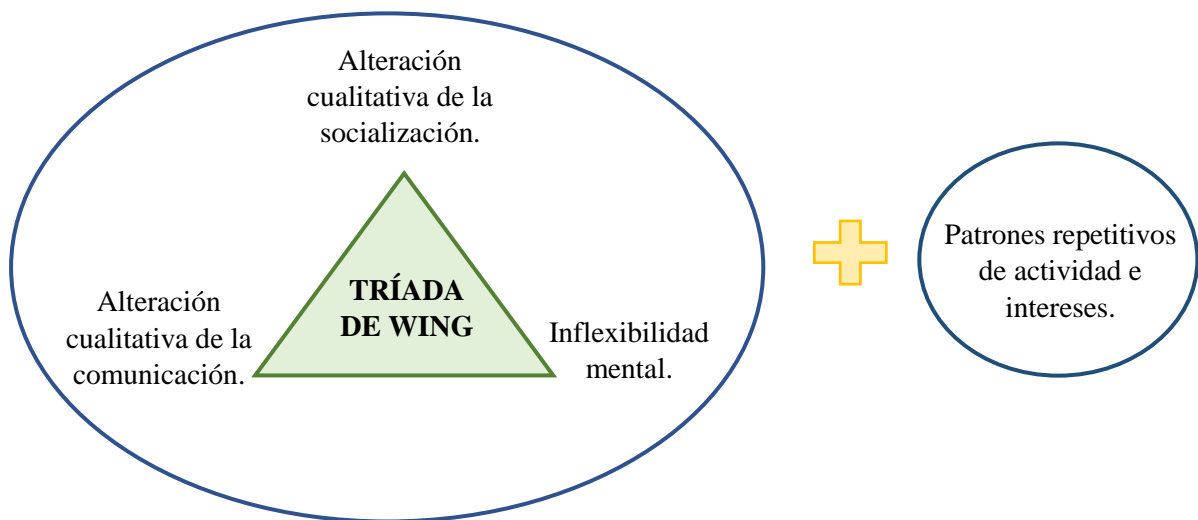 Alteración
cualitativa de la
socialización.
TRÍADA
DE WING
Alteración
cualitativa de la
comunicación.
Inflexibilidad
mental.
Patrones repetitivos
de actividad e
intereses.